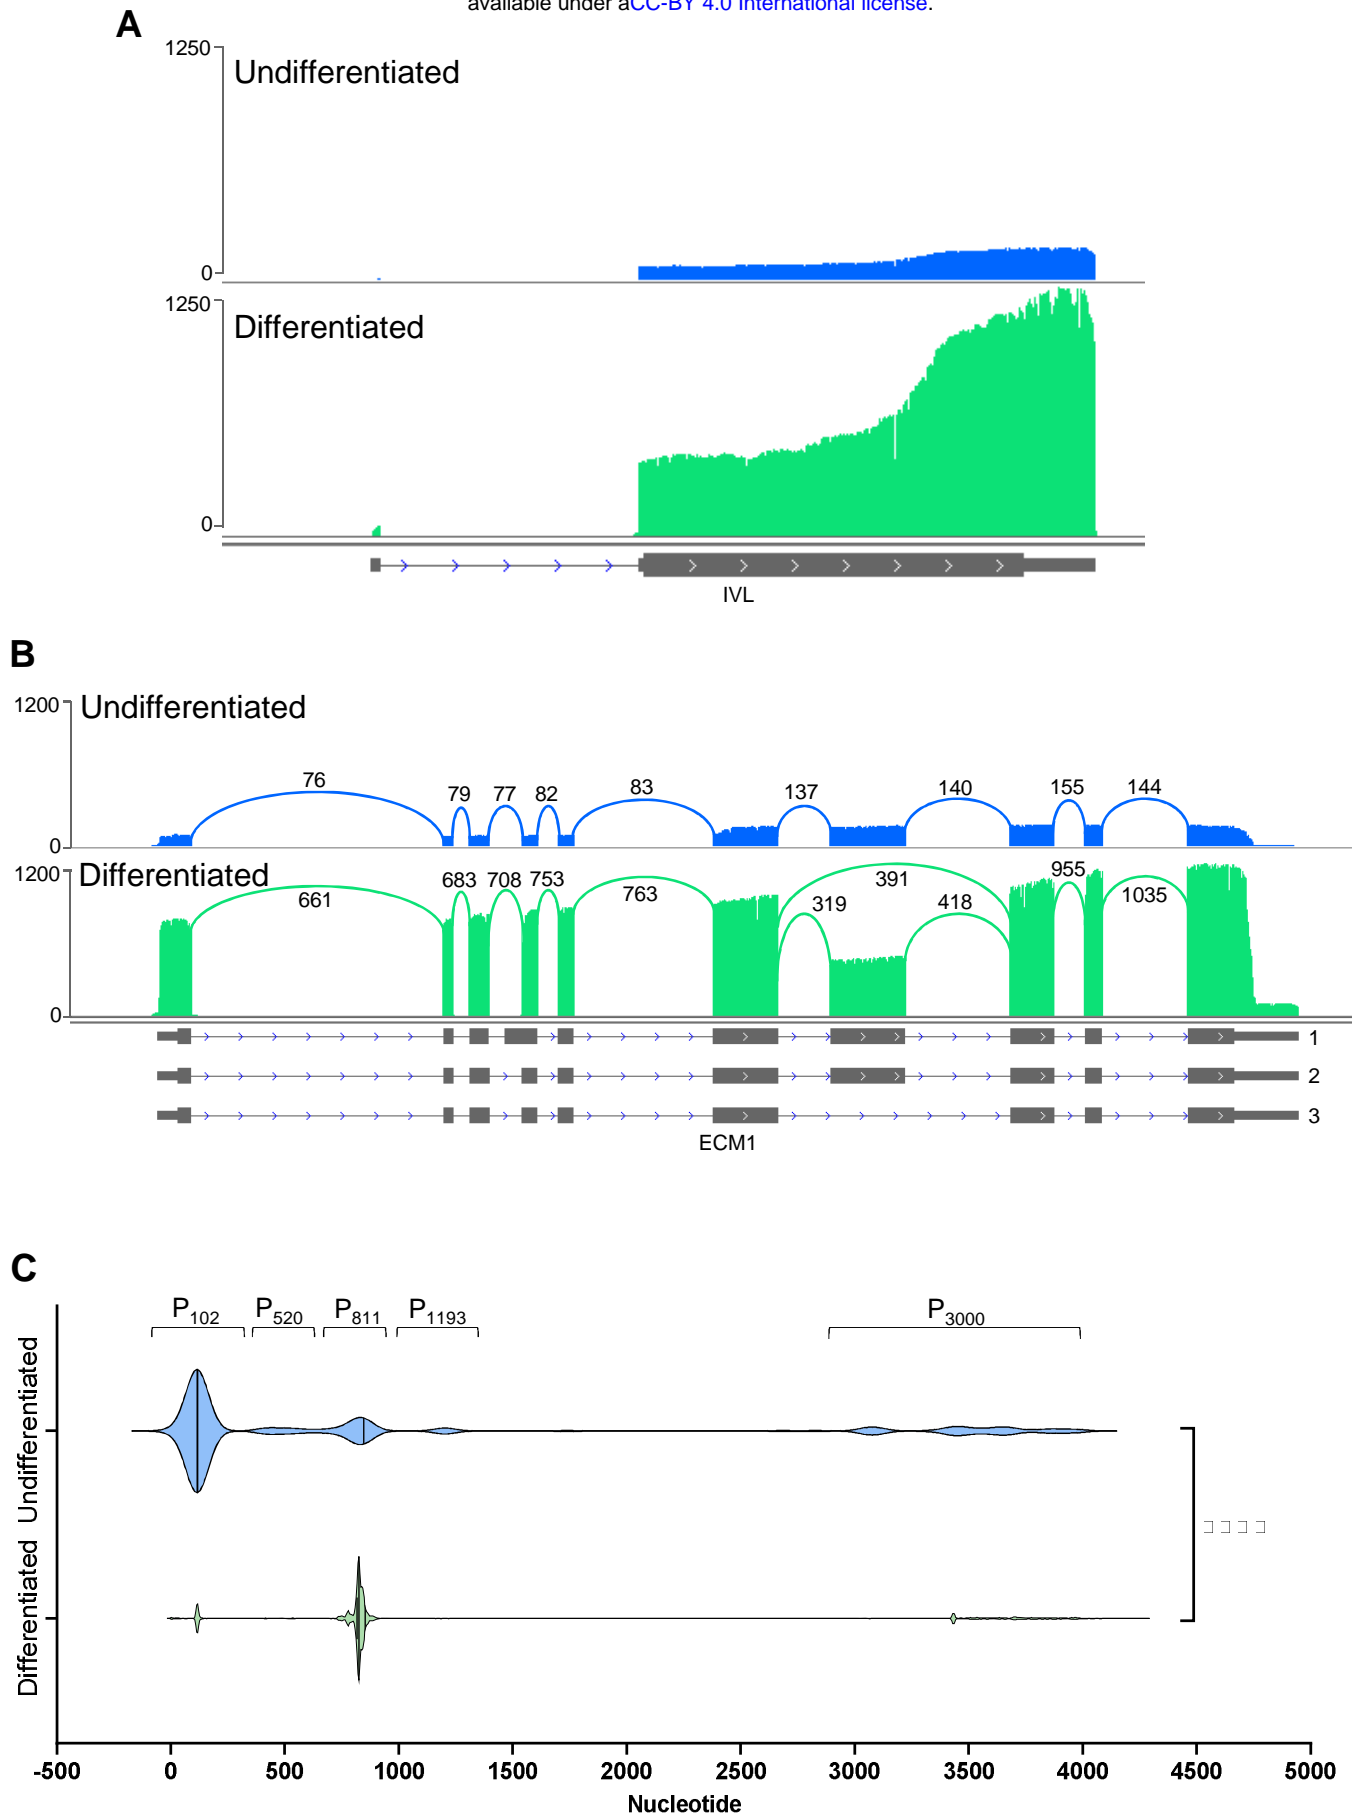 available under aCC-BY 4.0 International license.
A
1250
Undifferentiated
0
1250
Differentiated
0
IVL
B
1200
Undifferentiated
76
79
77
82
83
137
140
155
144
0
1200
Differentiated
661
683
708
753
763
391
319
418
955
1035
0
1
2
3
ECM1
C
P102
P520
P811
P1193
P3000
Undifferentiated
Differentiated
-500 0 500 1000 1500 2000 2500 3000 3500 4000 4500 5000
Nucleotide